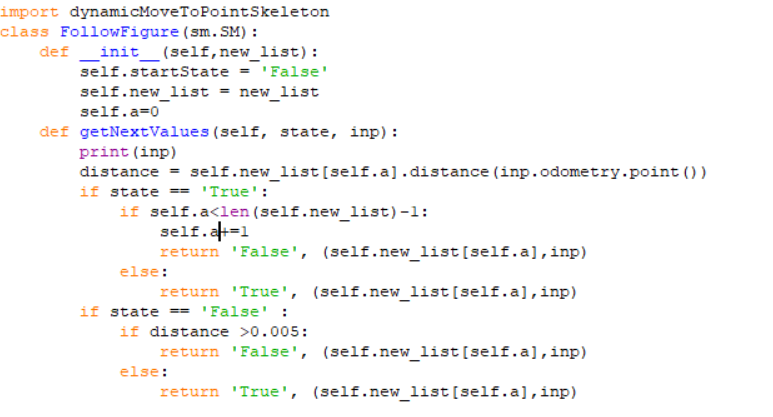 import dynamicMoveToPointSkeleton
class FollowFigure(sm.SM):
    def __init__(self,new_list):
        self.startState = 'False'
        self.new_list = new_list
        self.a=0
    def getNextValues(self, state, inp):
        print(inp)
        distance = self.new_list[self.a].distance(inp.odometry.point())
        if state == 'True':
            if self.a<len(self.new_list)-1:
                self.a+=1
                return 'False', (self.new_list[self.a],inp)
            else:
                return 'True', (self.new_list[self.a],inp)
        if state == 'False' :
            if distance >0.005:
                return 'False', (self.new_list[self.a],inp)
            else:
                return 'True', (self.new_list[self.a],inp)